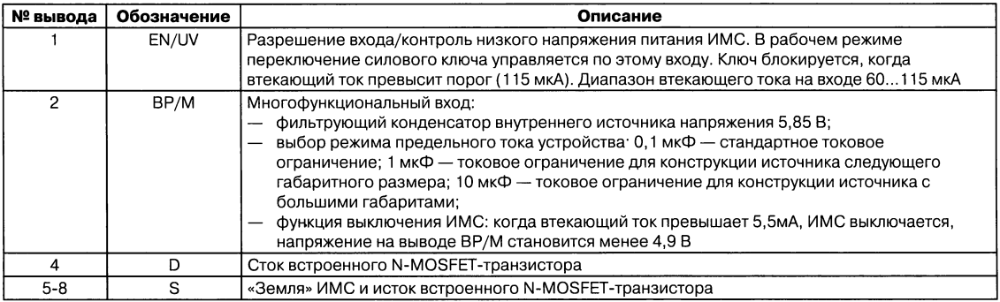 № вывода Обозначение Описание
1 EN/UV Разрешение входа/контроль низкого напряжения питания ИМС. В рабочем режиме
переключение силового ключа управляется по этому входу. Ключ блокируется, когда
втекающий ток превысит порог (115 мкА). Диапазон втекающего тока на входе 60...115 мкА
2 BP/M Многофункциональный вход:
— фильтрующий конденсатор внутреннего источника напряжения 5,85 В;
— выбор режима предельного тока устройства· 0,1 мкФ — стандартное токовое
ограничение; 1 мкФ — токовое ограничение для конструкции источника следующего
габаритного размера; 10 мкФ — токовое ограничение для конструкции источника с
большими габаритами;
— функция выключения ИМС: когда втекающий ток превышает 5,5мА, ИМС выключается,
напряжение на выводе BP/M становится менее 4,9 В
4 D Сток встроенного N-MOSFET-транзистора
5-8 S «Земля» ИМС и исток встроенного N-MOSFET-транзистора